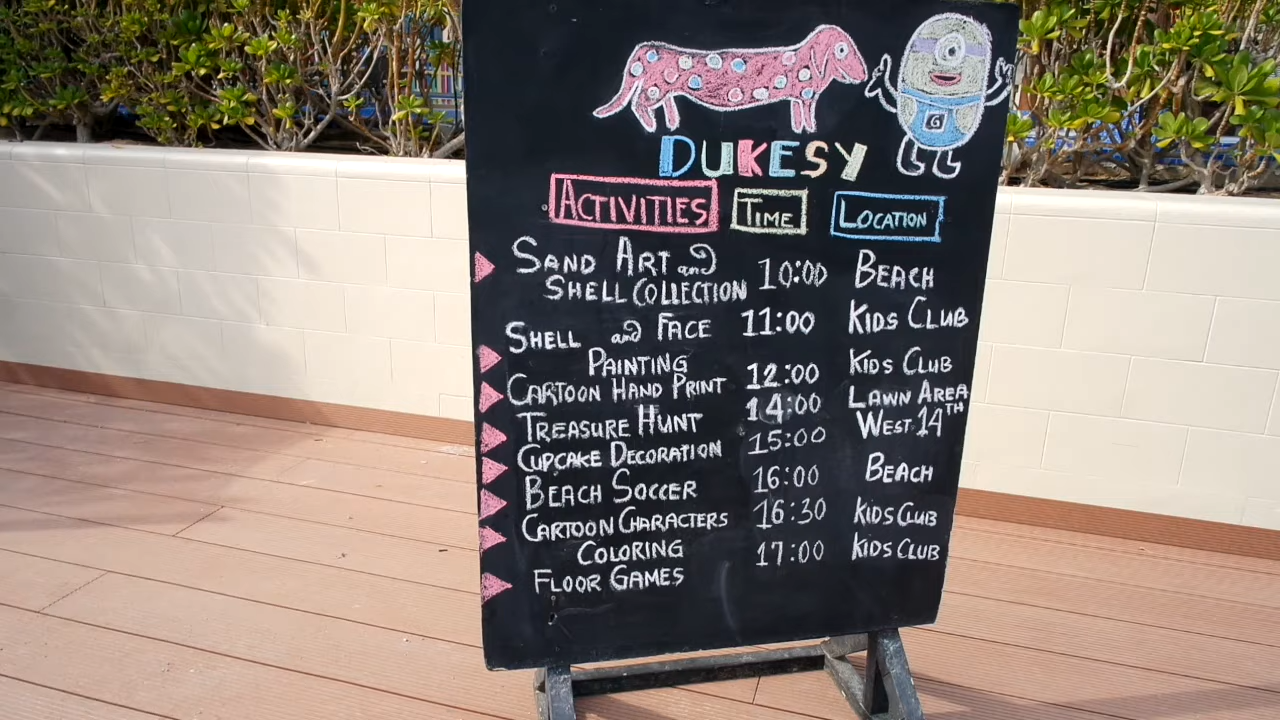 G
DUKESY
ACTIVITIES TIME LOCATION
SAND ART and 10:00 BEACH
SHELL COLLECTION
SHELL and FACE 11:00 KIDS CLUB
PAINTING
CARTOON HAND PRINT 12:00 KIDS CLUB
TREASURE HUNT 14:00 LAWN AREA
CUPCAKE DECORATION 15:00 WEST 14TH
BEACH SOCCER 16:00 BEACH
CARTOON CHARACTERS 16:30 KIDS CLUB
COLORING
FLOOR GAMES 17:00 KIDS CLUB